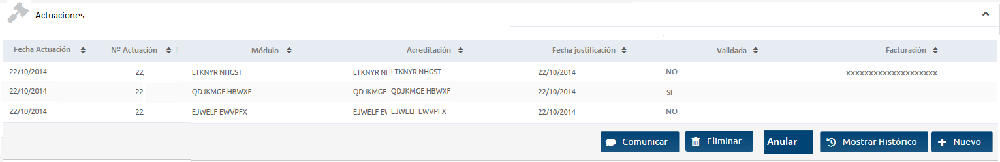 Actuaciones
Fecha Actuación Nº Actuación Módulo Acreditación Fecha justificación Validada Facturación
22/10/2014 22 LTKNYR NHGST LTKNYR NI LTKNYR NHGST 22/10/2014 NO xxxxxxxxxxxxxxxxxxxx
22/10/2014 22 QDJKMGE HBWXF QDJKMGE QDJKMGE HBWXF 22/10/2014 SI
22/10/2014 22 EJWELF EWVPFX EJWELF EV EJWELF EWVPFX 22/10/2014 NO
Comunicar Eliminar Anular Mostrar Histórico Nuevo